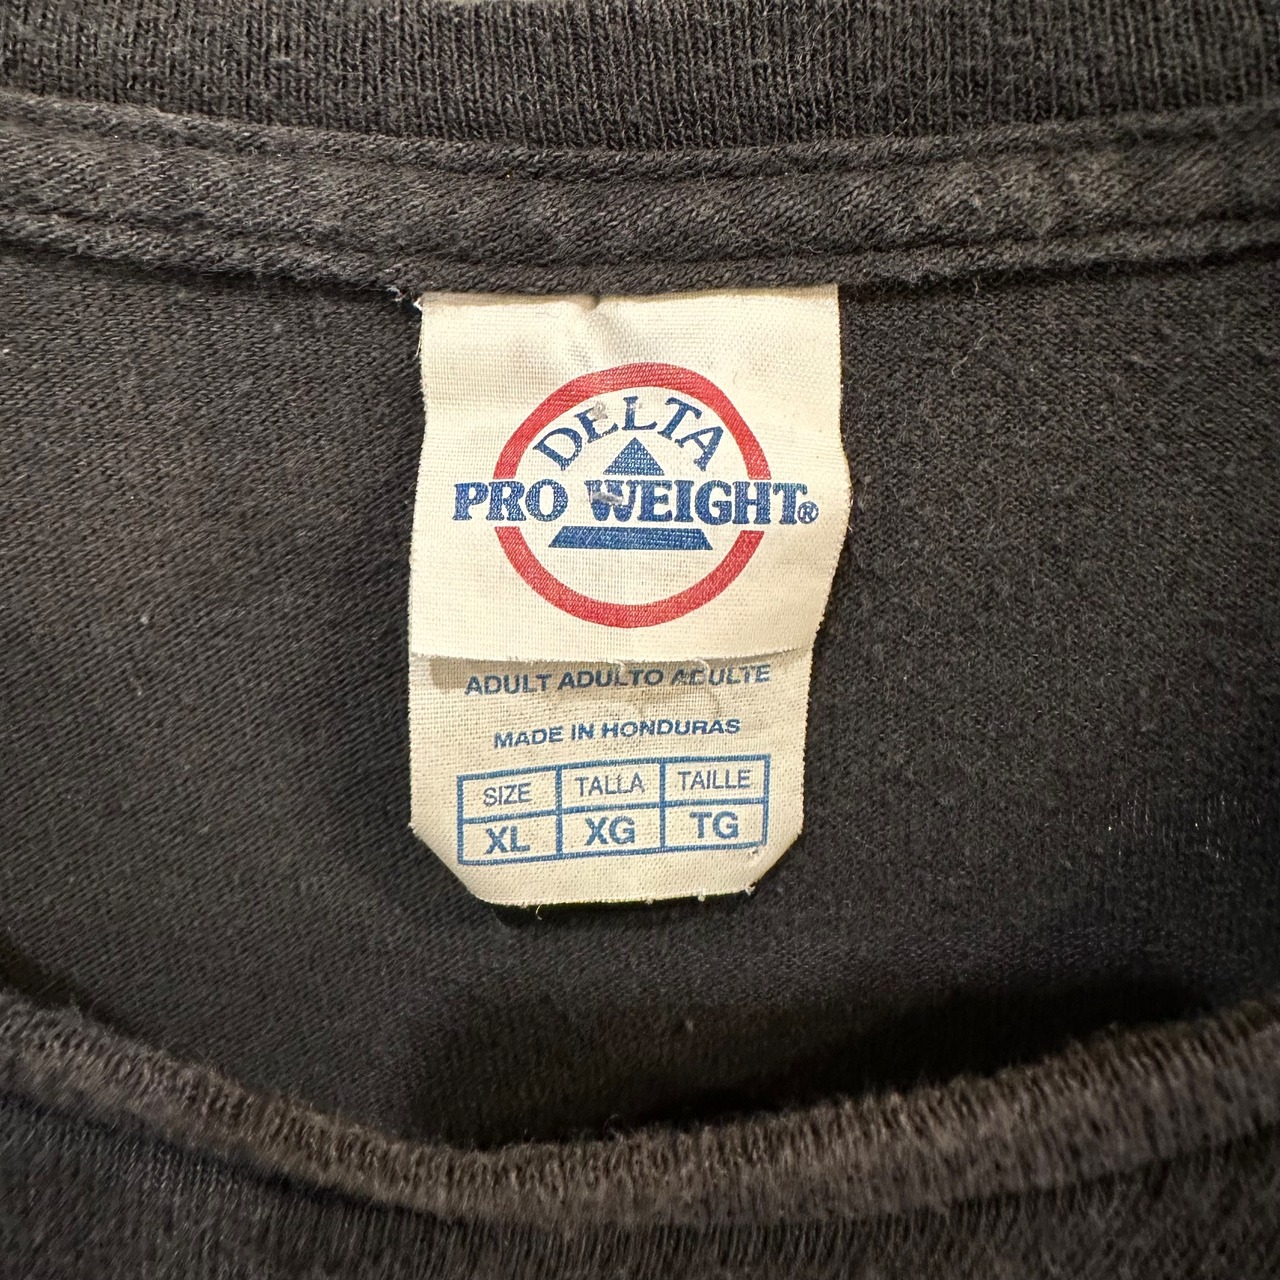 DELTA
PRO WEIGHT®
ADULT ADULTO ADULTE
MADE IN HONDURAS
SIZE TALLA TAILLE
XL XG TG